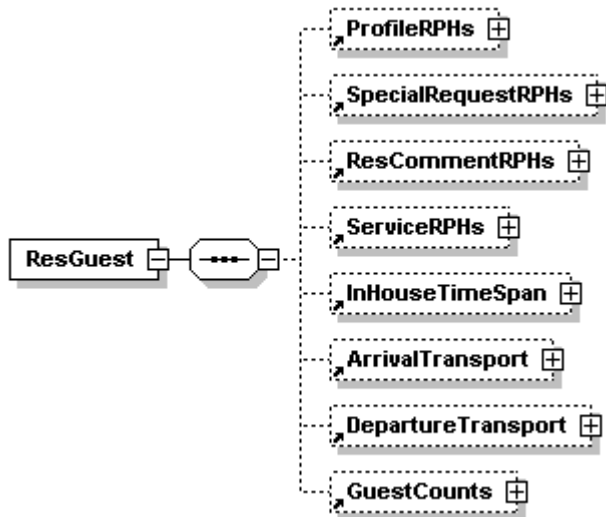 ProfileRPHs
SpecialRequestRPHs
ResCommentRPHs
ServiceRPHs
ResGuest
InHouseTimeSpan
ArrivalTransport
DepartureTransport
GuestCounts